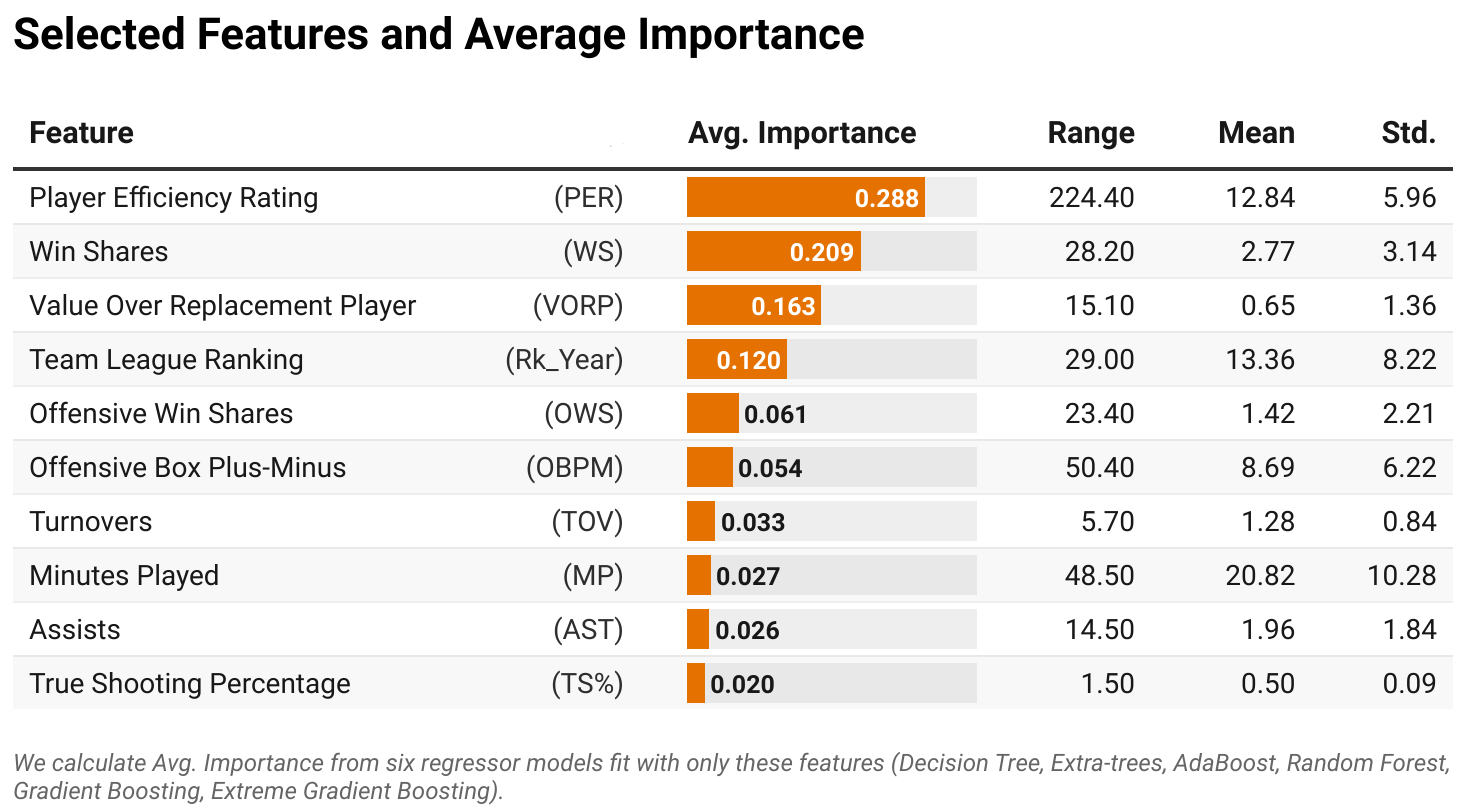 Selected Features and Average Importance
Feature Avg. Importance Range Mean Std.
Player Efficiency Rating (PER) 0.288 224.40 12.84 5.96
Win Shares (WS) 0.209 28.20 2.77 3.14
Value Over Replacement Player (VORP) 0.163 15.10 0.65 1.36
Team League Ranking (Rk_Year) 0.120 29.00 13.36 8.22
Offensive Win Shares (OWS) 0.061 23.40 1.42 2.21
Offensive Box Plus-Minus (OBPM) 0.054 50.40 8.69 6.22
Turnovers (TOV) 0.033 5.70 1.28 0.84
Minutes Played (MP) 0.027 48.50 20.82 10.28
Assists (AST) 0.026 14.50 1.96 1.84
True Shooting Percentage (TS%) 0.020 1.50 0.50 0.09
We calculate Avg. Importance from six regressor models fit with only these features (Decision Tree, Extra-trees, AdaBoost, Random Forest,
Gradient Boosting, Extreme Gradient Boosting).